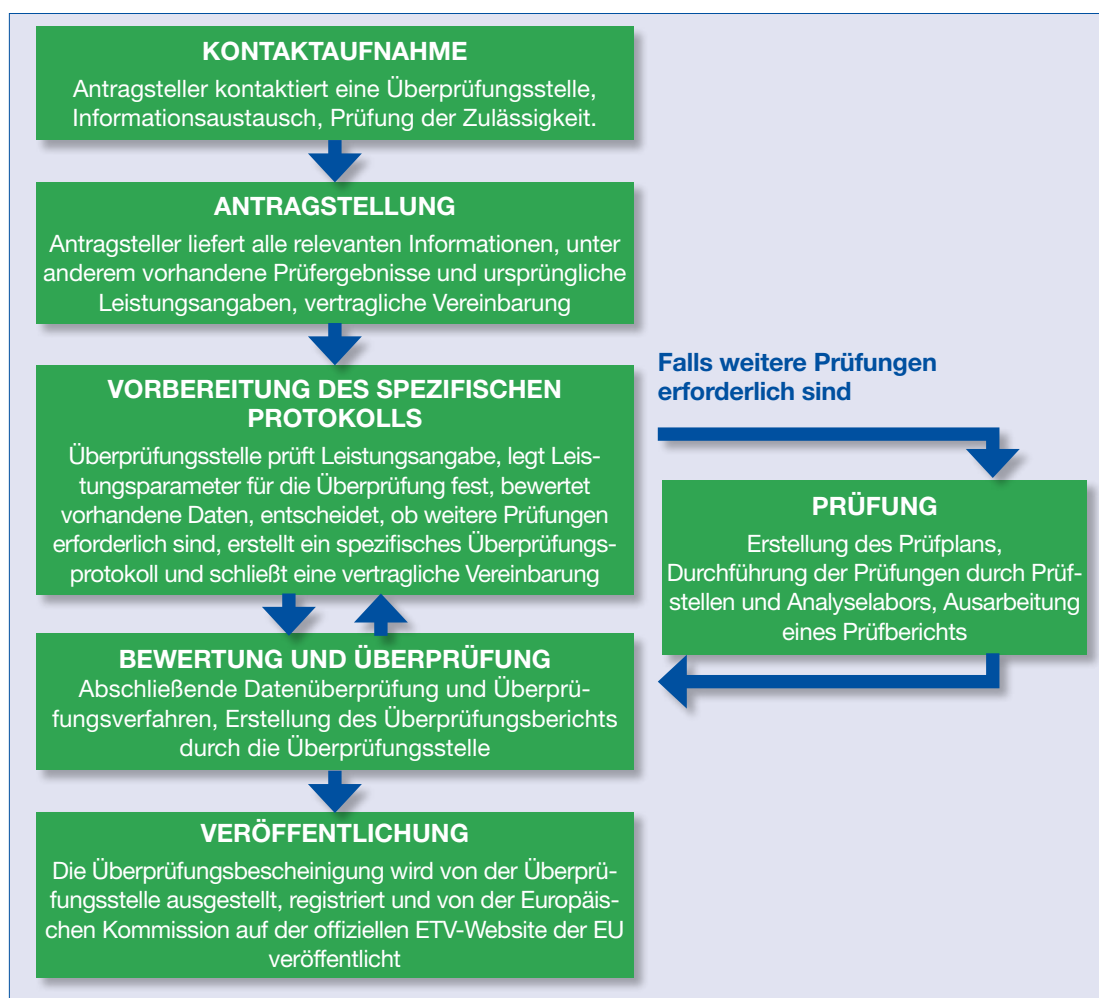 KONTAKTAUFNAHME
Antragsteller kontaktiert eine Überprüfungsstelle,
Informationsaustausch, Prüfung der Zulässigkeit.
ANTRAGSTELLUNG
Antragsteller liefert alle relevanten Informationen, unter
anderem vorhandene Prüfergebnisse und ursprüngliche
Leistungsangaben, vertragliche Vereinbarung
VORBEREITUNG DES SPEZIFISCHEN
PROTOKOLLS
Überprüfungsstelle prüft Leistungsangabe, legt Leis-
tungsparameter für die Überprüfung fest, bewertet
vorhandene Daten, entscheidet, ob weitere Prüfungen
erforderlich sind, erstellt ein spezifisches Überprüfungs-
protokoll und schließt eine vertragliche Vereinbarung
Falls weitere Prüfungen
erforderlich sind
PRÜFUNG
Erstellung des Prüfplans,
Durchführung der Prüfungen durch Prüf-
stellen und Analyselabors, Ausarbeitung
eines Prüfberichts
BEWERTUNG UND ÜBERPRÜFUNG
Abschließende Datenüberprüfung und Überprü-
fungsverfahren, Erstellung des Überprüfungsberichts
durch die Überprüfungsstelle
VERÖFFENTLICHUNG
Die Überprüfungsbescheinigung wird von der Überprü-
fungsstelle ausgestellt, registriert und von der Europäis-
chen Kommission auf der offiziellen ETV-Website der EU
veröffentlicht